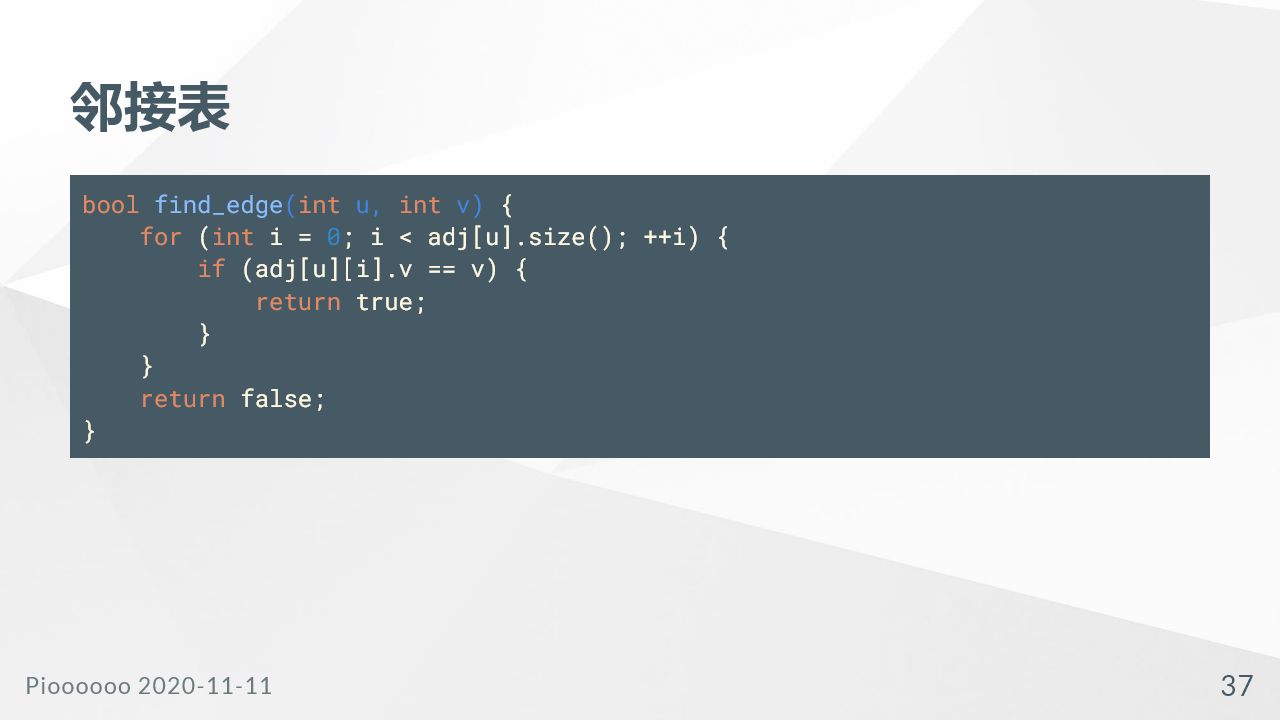 邻接表
bool find_edge(int u, int v) {
    for (int i = 0; i < adj[u].size(); ++i) {
        if (adj[u][i].v == v) {
            return true;
        }
    }
    return false;
}
Pioooooo 2020-11-11
37